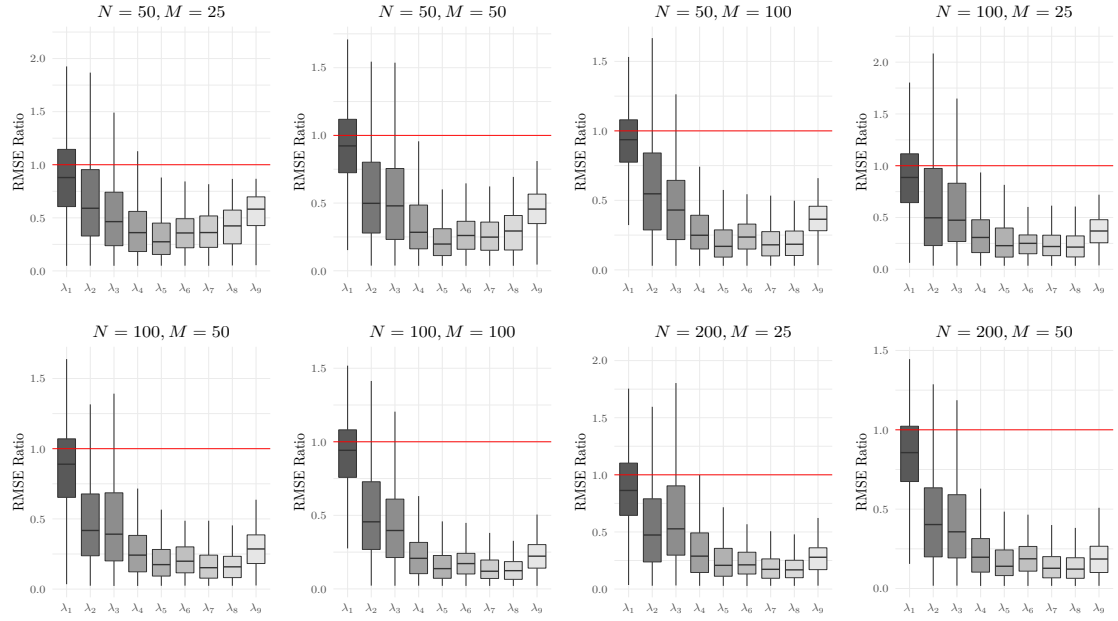 N = 50, M = 25
N = 50, M = 50
N = 50, M = 100
N = 100, M = 25
RMSE Ratio
2.0
1.5
1.0
0.5
0.0
λ₁ λ₂ λ₃ λ₄ λ₅ λ₆ λ₇ λ₈ λ₉
RMSE Ratio
1.5
1.0
0.5
0.0
λ₁ λ₂ λ₃ λ₄ λ₅ λ₆ λ₇ λ₈ λ₉
RMSE Ratio
1.5
1.0
0.5
0.0
λ₁ λ₂ λ₃ λ₄ λ₅ λ₆ λ₇ λ₈ λ₉
RMSE Ratio
2.0
1.5
1.0
0.5
0.0
λ₁ λ₂ λ₃ λ₄ λ₅ λ₆ λ₇ λ₈ λ₉
N = 100, M = 50
N = 100, M = 100
N = 200, M = 25
N = 200, M = 50
RMSE Ratio
1.5
1.0
0.5
0.0
λ₁ λ₂ λ₃ λ₄ λ₅ λ₆ λ₇ λ₈ λ₉
RMSE Ratio
1.5
1.0
0.5
0.0
λ₁ λ₂ λ₃ λ₄ λ₅ λ₆ λ₇ λ₈ λ₉
RMSE Ratio
2.0
1.5
1.0
0.5
0.0
λ₁ λ₂ λ₃ λ₄ λ₅ λ₆ λ₇ λ₈ λ₉
RMSE Ratio
1.5
1.0
0.5
0.0
λ₁ λ₂ λ₃ λ₄ λ₅ λ₆ λ₇ λ₈ λ₉